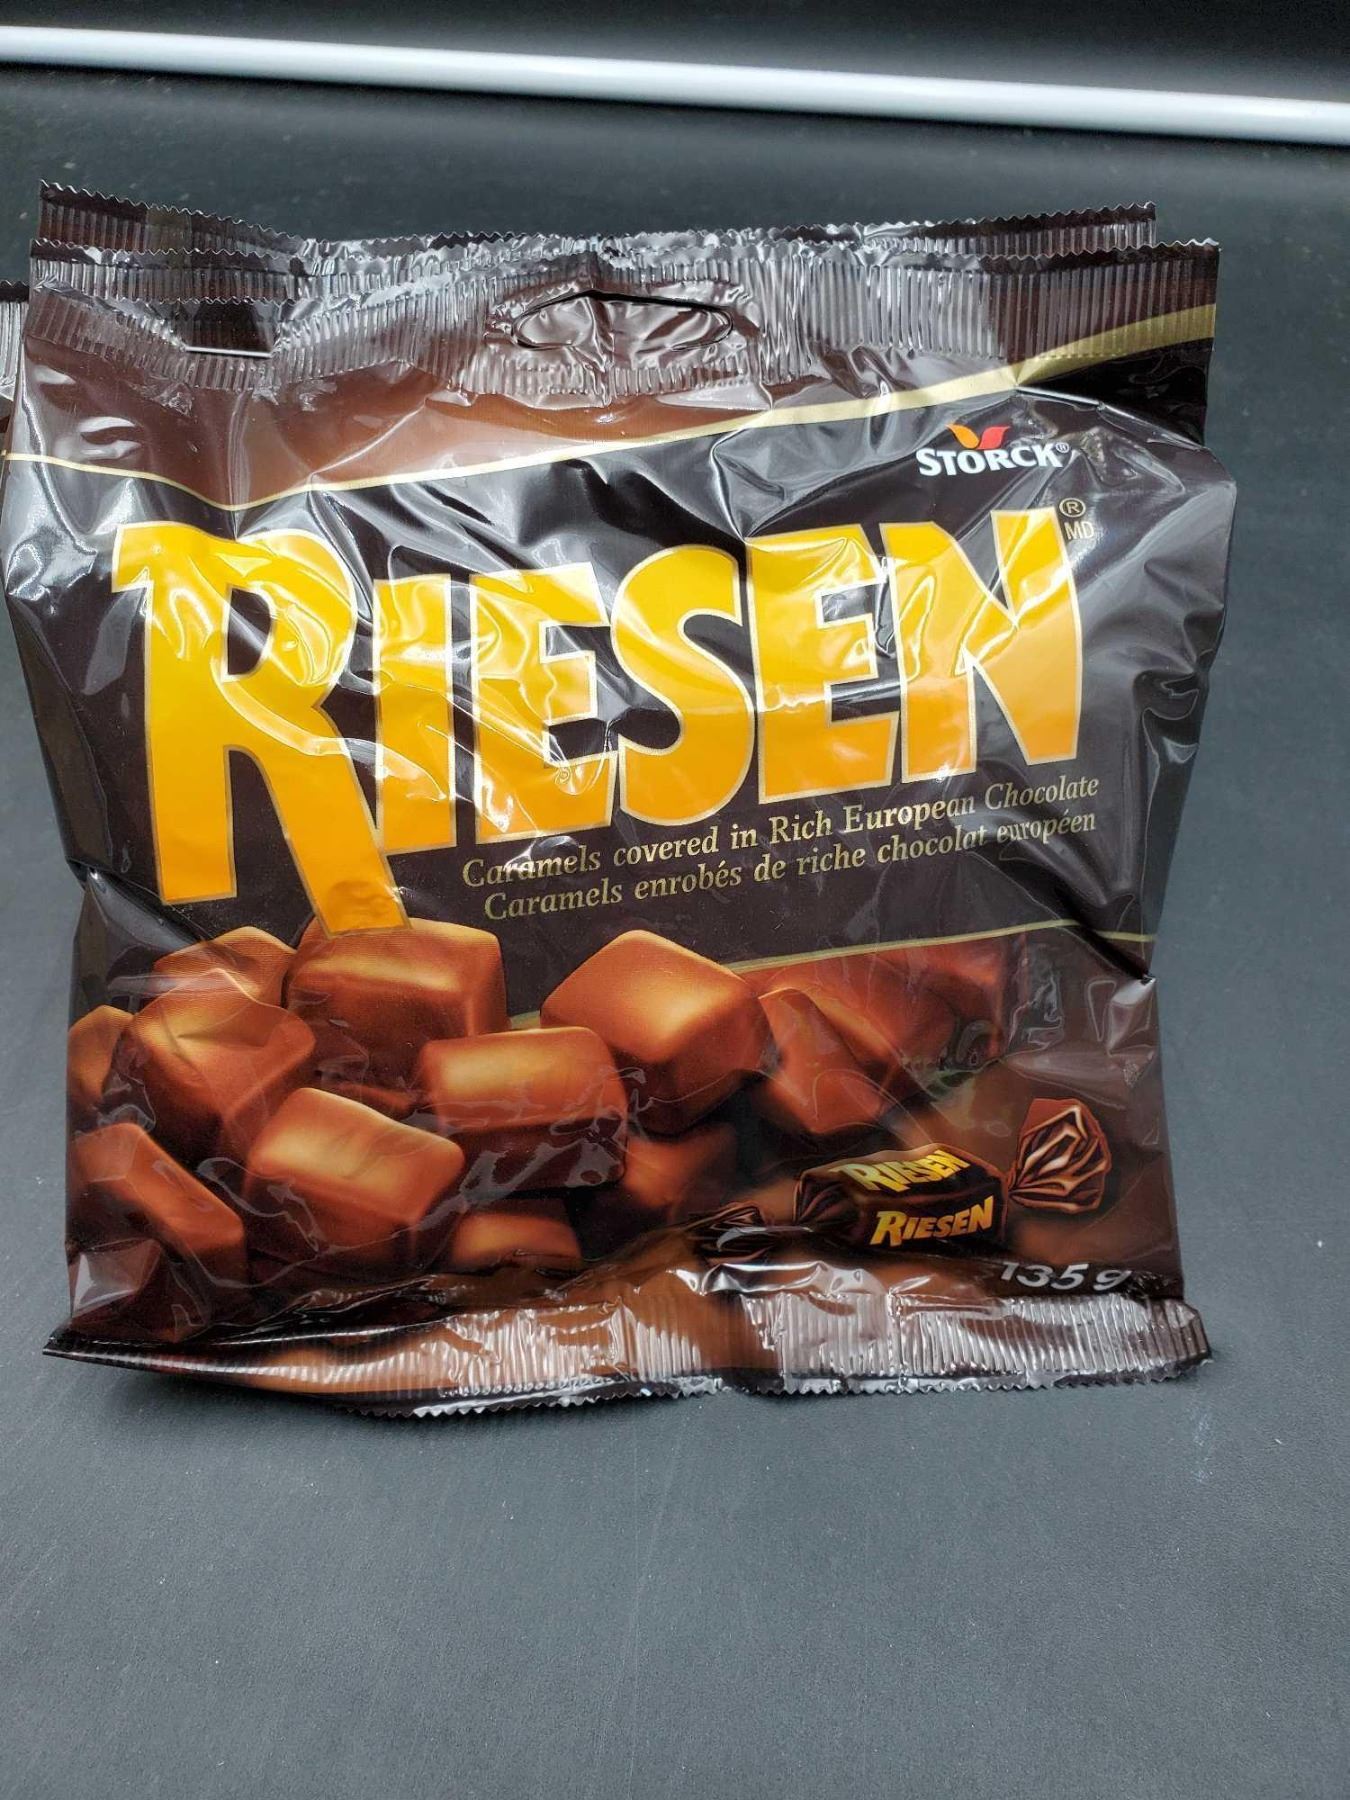 STORCK®
RIESEN
®
MD
Caramels covered in Rich European Chocolate
Caramels enrobés de riche chocolat européen
RIESEN
RIESEN
135 g